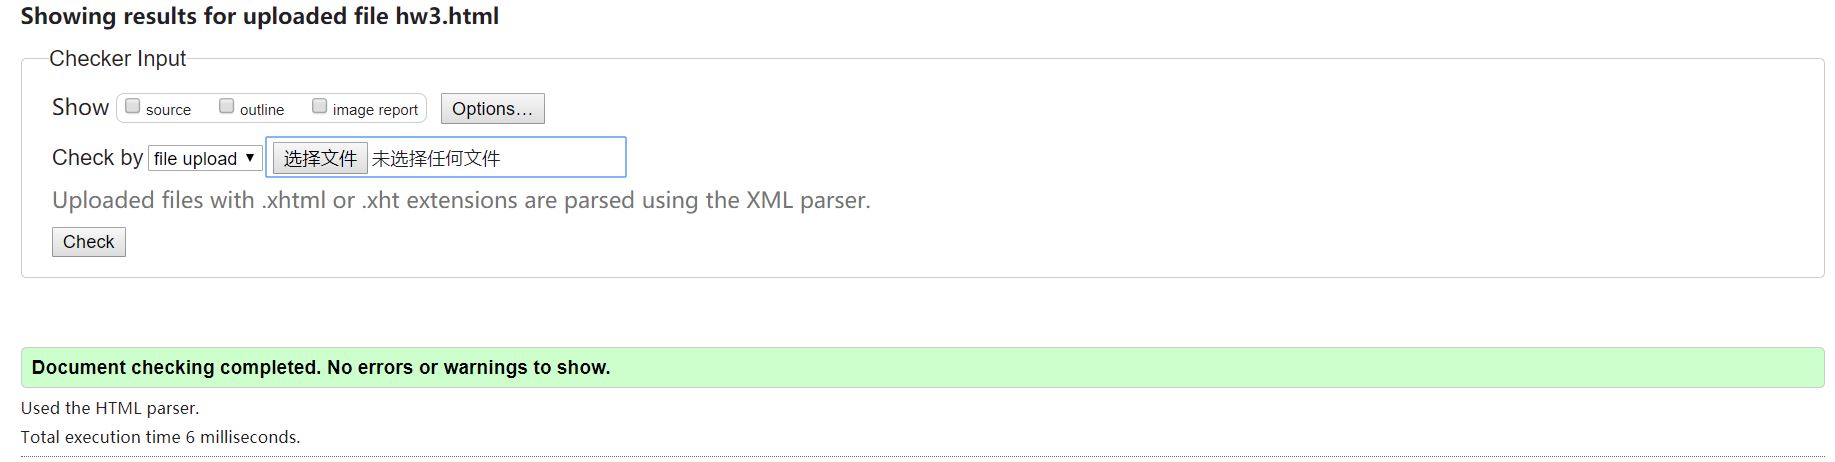 Showing results for uploaded file hw3.html
Checker Input
Show source outline image report Options...
Check by file upload 选择文件 未选择任何文件
Uploaded files with .xhtml or .xht extensions are parsed using the XML parser.
Check
Document checking completed. No errors or warnings to show.
Used the HTML parser.
Total execution time 6 milliseconds.